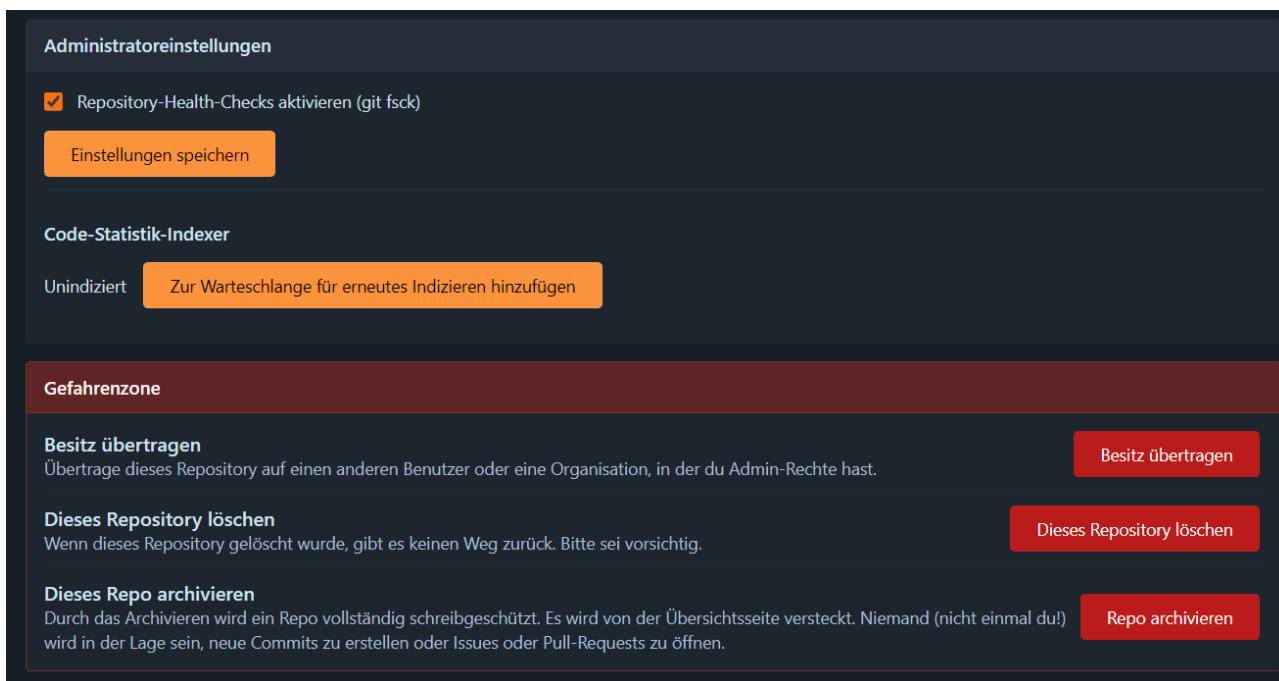 Administratoreinstellungen
Repository-Health-Checks aktivieren (git fsck)
Einstellungen speichern
Code-Statistik-Indexer
Unindiziert
Zur Warteschlange für erneutes Indizieren hinzufügen
Gefahrenzone
Besitz übertragen
Übertrage dieses Repository auf einen anderen Benutzer oder eine Organisation, in der du Admin-Rechte hast.
Besitz übertragen
Dieses Repository löschen
Wenn dieses Repository gelöscht wurde, gibt es keinen Weg zurück. Bitte sei vorsichtig.
Dieses Repository löschen
Dieses Repo archivieren
Durch das Archivieren wird ein Repo vollständig schreibgeschützt. Es wird von der Übersichtsseite versteckt. Niemand (nicht einmal du!)
wird in der Lage sein, neue Commits zu erstellen oder Issues oder Pull-Requests zu öffnen.
Repo archivieren